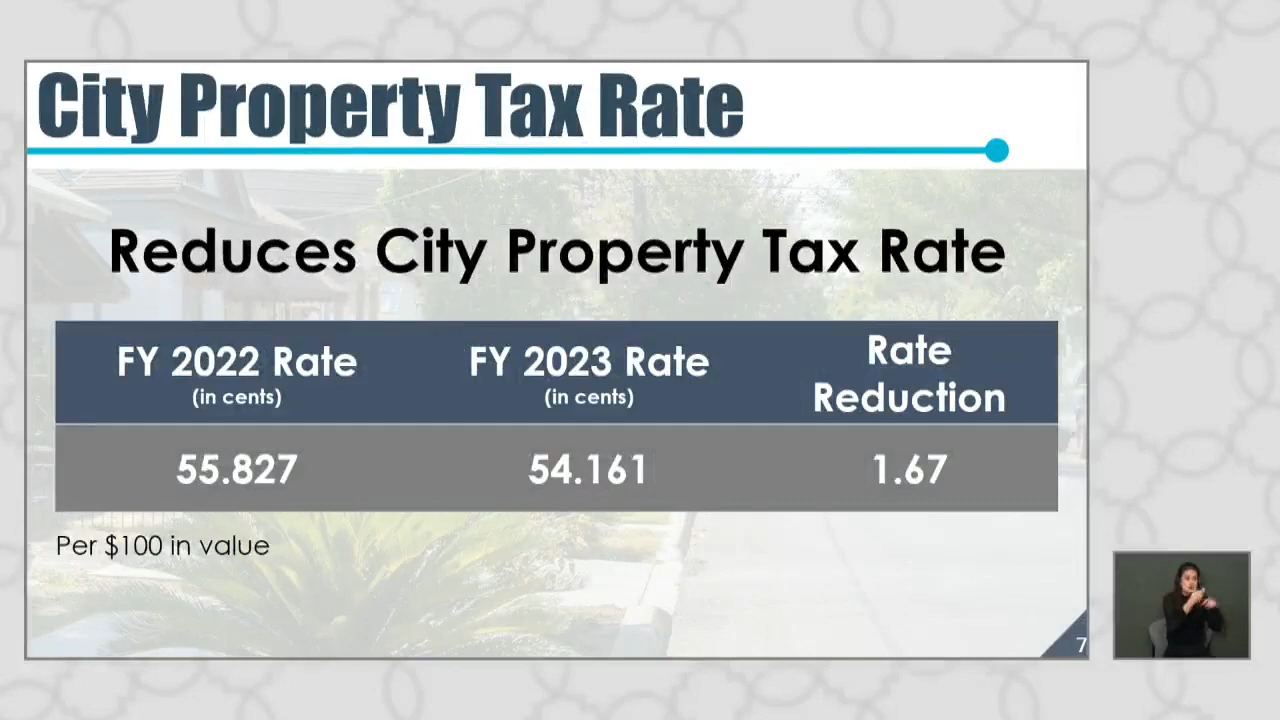 City Property Tax Rate
Reduces City Property Tax Rate
FY 2022 Rate
(in cents)
FY 2023 Rate
(in cents)
Rate
Reduction
55.827
54.161
1.67
Per $100 in value
7